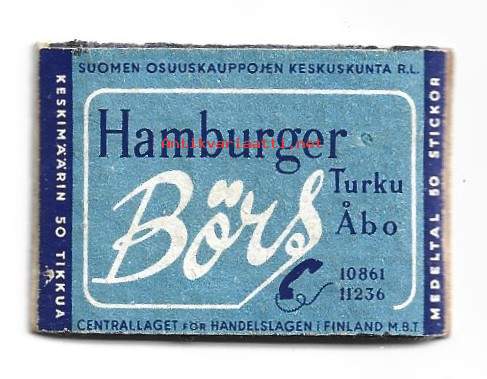 SUOMEN OSUUSKAUPPOJEN KESKUSKUNTA R.L.
KESKIMÄÄRIN 50 TIKKUA
Hamburger
Antikvariaatti.net
Börs
Turku
Åbo
10861
11236
MEDELTAL 50 STICKOR
CENTRALLAGET FÖR HANDELSLAGEN I FINLAND M.B.T.